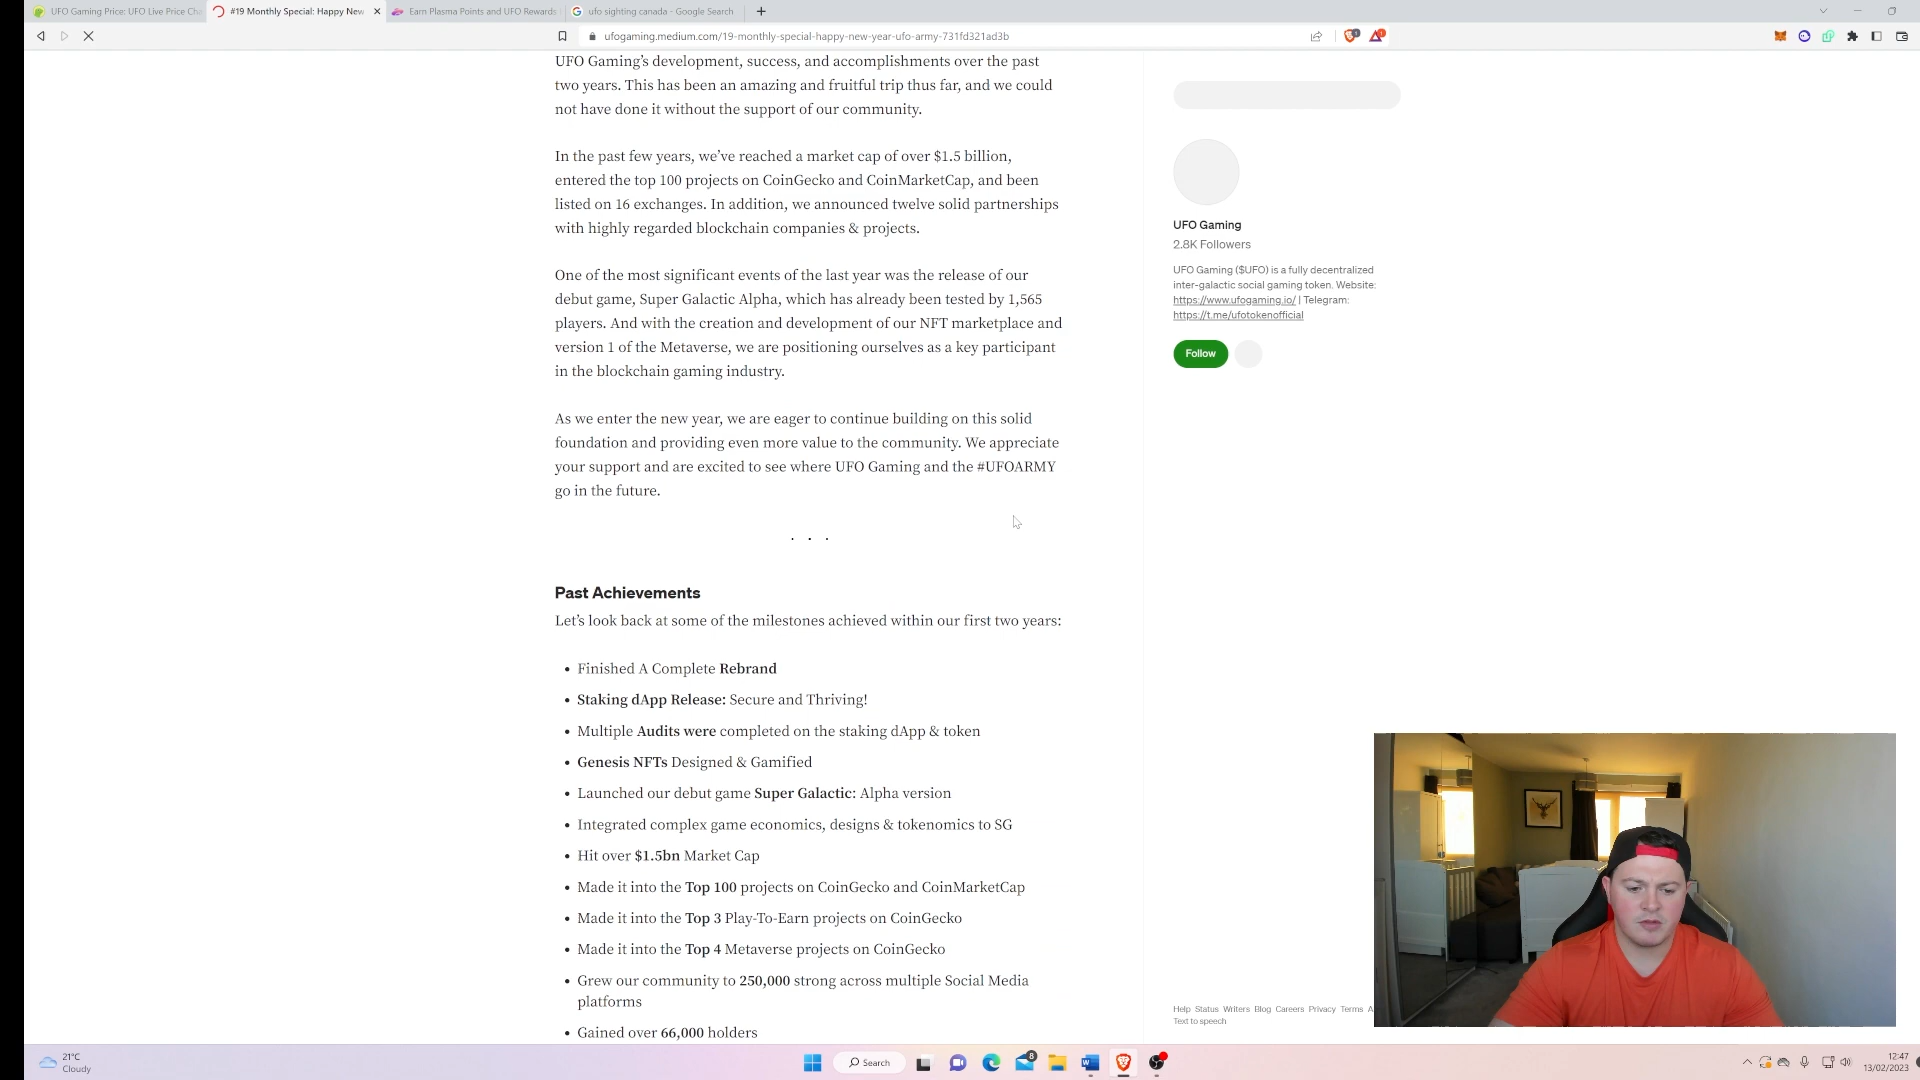 UFO Gaming Price: UFO Live Price Ch
#19 Monthly Special: Happy New
Earn Plasma Points and UFO Rewards
ufo sighting canada - Google Search
ufogaming.medium.com/19-monthly-special-happy-new-year-ufo-army-731fd321ad3b
UFO Gaming's development, success, and accomplishments over the past
two years. This has been an amazing and fruitful trip thus far, and we could
not have done it without the support of our community.
In the past few years, we've reached a market cap of over $1.5 billion,
entered the top 100 projects on CoinGecko and CoinMarketCap, and been
listed on 16 exchanges. In addition, we announced twelve solid partnerships
with highly regarded blockchain companies & projects.
One of the most significant events of the last year was the release of our
debut game, Super Galactic Alpha, which has already been tested by 1,565
players. And with the creation and development of our NFT marketplace and
version 1 of the Metaverse, we are positioning ourselves as a key participant
in the blockchain gaming industry.
As we enter the new year, we are eager to continue building on this solid
foundation and providing even more value to the community. We appreciate
your support and are excited to see where UFO Gaming and the #UFOARMY
go in the future.
. . .
Past Achievements
Let's look back at some of the milestones achieved within our first two years:
• Finished A Complete Rebrand
• Staking dApp Release: Secure and Thriving!
• Multiple Audits were completed on the staking dApp & token
• Genesis NFTs Designed & Gamified
• Launched our debut game Super Galactic: Alpha version
• Integrated complex game economics, designs & tokenomics to SG
• Hit over $1.5bn Market Cap
• Made it into the Top 100 projects on CoinGecko and CoinMarketCap
• Made it into the Top 3 Play-To-Earn projects on CoinGecko
• Made it into the Top 4 Metaverse projects on CoinGecko
• Grew our community to 250,000 strong across multiple Social Media
platforms
• Gained over 66,000 holders
UFO Gaming
2.8K Followers
UFO Gaming ($UFO) is a fully decentralized
inter-galactic social gaming token. Website:
https://www.ufogaming.io/ | Telegram:
https://t.me/ufotokenofficial
Follow
Help Status Writers Blog Careers Privacy Terms A
Text to speech
21°C
Cloudy
Search
8
12:47
13/02/2023